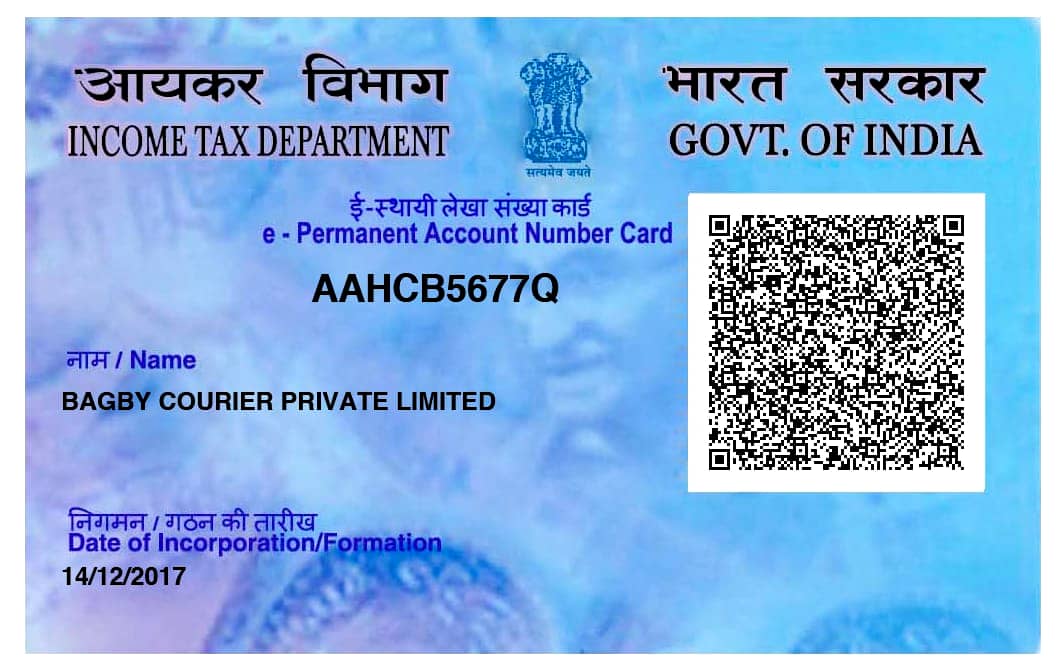 आयकर विभाग
INCOME TAX DEPARTMENT
सत्यमेव जयते
भारत सरकार
GOVT. OF INDIA
ई-स्थायी लेखा संख्या कार्ड
e - Permanent Account Number Card
AAHCB5677Q
नाम / Name
BAGBY COURIER PRIVATE LIMITED
निगमन / गठन की तारीख
Date of Incorporation/Formation
14/12/2017